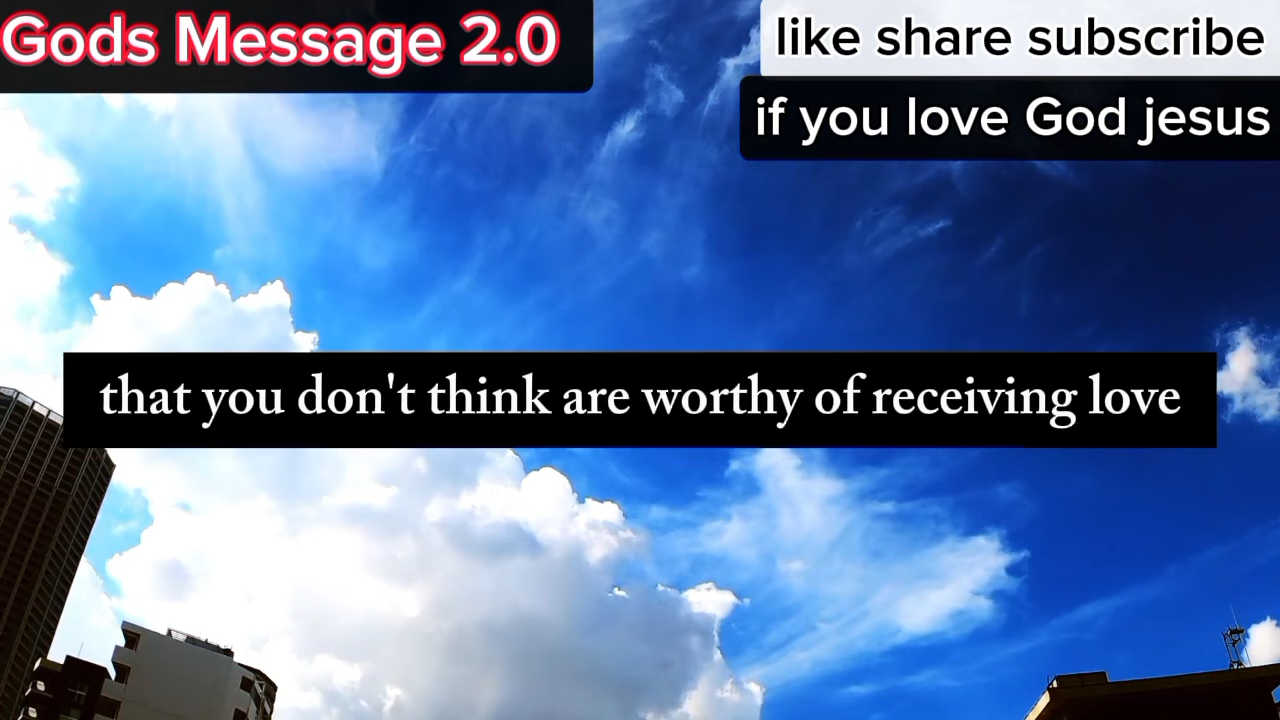 Gods Message 2.0
like share subscribe
if you love God jesus
that you don't think are worthy of receiving love